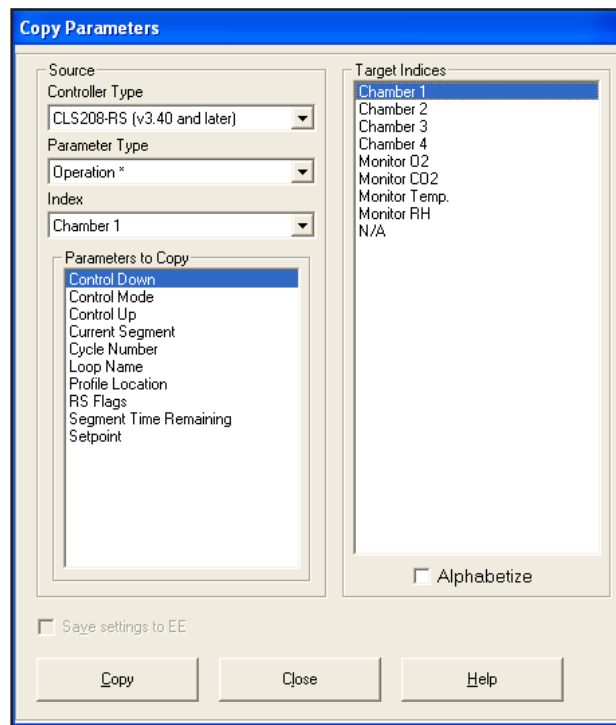 Copy Parameters
Source
Controller Type
CLS208-RS (v3.40 and later)
Parameter Type
Operation *
Index
Chamber 1
Parameters to Copy
Control Down
Control Mode
Control Up
Current Segment
Cycle Number
Loop Name
Profile Location
RS Flags
Segment Time Remaining
Setpoint
Target Indices
Chamber 1
Chamber 2
Chamber 3
Chamber 4
Monitor O2
Monitor CO2
Monitor Temp.
Monitor RH
N/A
Alphabetize
Save settings to EE
Copy
Close
Help